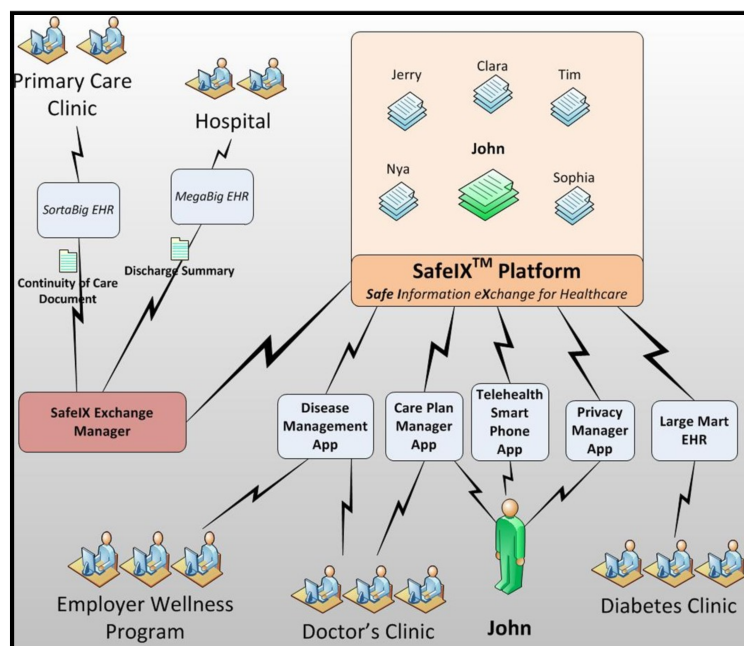 Primary Care
Clinic
Hospital
SortaBig EHR
MegaBig EHR
Continuity of Care
Document
Discharge Summary
SafeIX Exchange
Manager
Jerry
Clara
Tim
John
Nya
Sophia
SafeIX™ Platform
Safe Information eXchange for Healthcare
Disease
Management
App
Care Plan
Manager
App
Telehealth
Smart
Phone
App
Privacy
Manager
App
Large Mart
EHR
Employer Wellness
Program
Doctor's Clinic
John
Diabetes Clinic